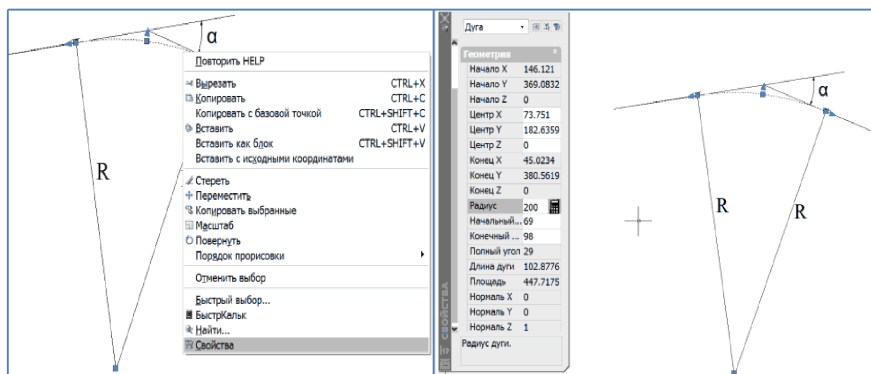 α
R
Повторить HELP
Вырезать CTRL+X
Копировать CTRL+C
Копировать с базовой точкой CTRL+SHIFT+C
Вставить CTRL+V
Вставить как блок CTRL+SHIFT+V
Вставить с исходными координатами
Стереть
Переместить
Копировать выбранные
Масштаб
Повернуть
Порядок прорисовки
Отменить выбор
Быстрый выбор...
БыстрКальк
Найти...
Свойства
Дуга
Геометрия
Начало X 146.121
Начало Y 369.0832
Начало Z 0
Центр X 73.751
Центр Y 182.6359
Центр Z 0
Конец X 45.0234
Конец Y 380.5619
Конец Z 0
Радиус 200
Начальный... 69
Конечный ... 98
Полный угол 29
Длина дуги 102.8776
Площадь 447.7175
Нормаль X 0
Нормаль Y 0
Нормаль Z 1
Радиус дуги.
СВОЙСТВА
α
R R